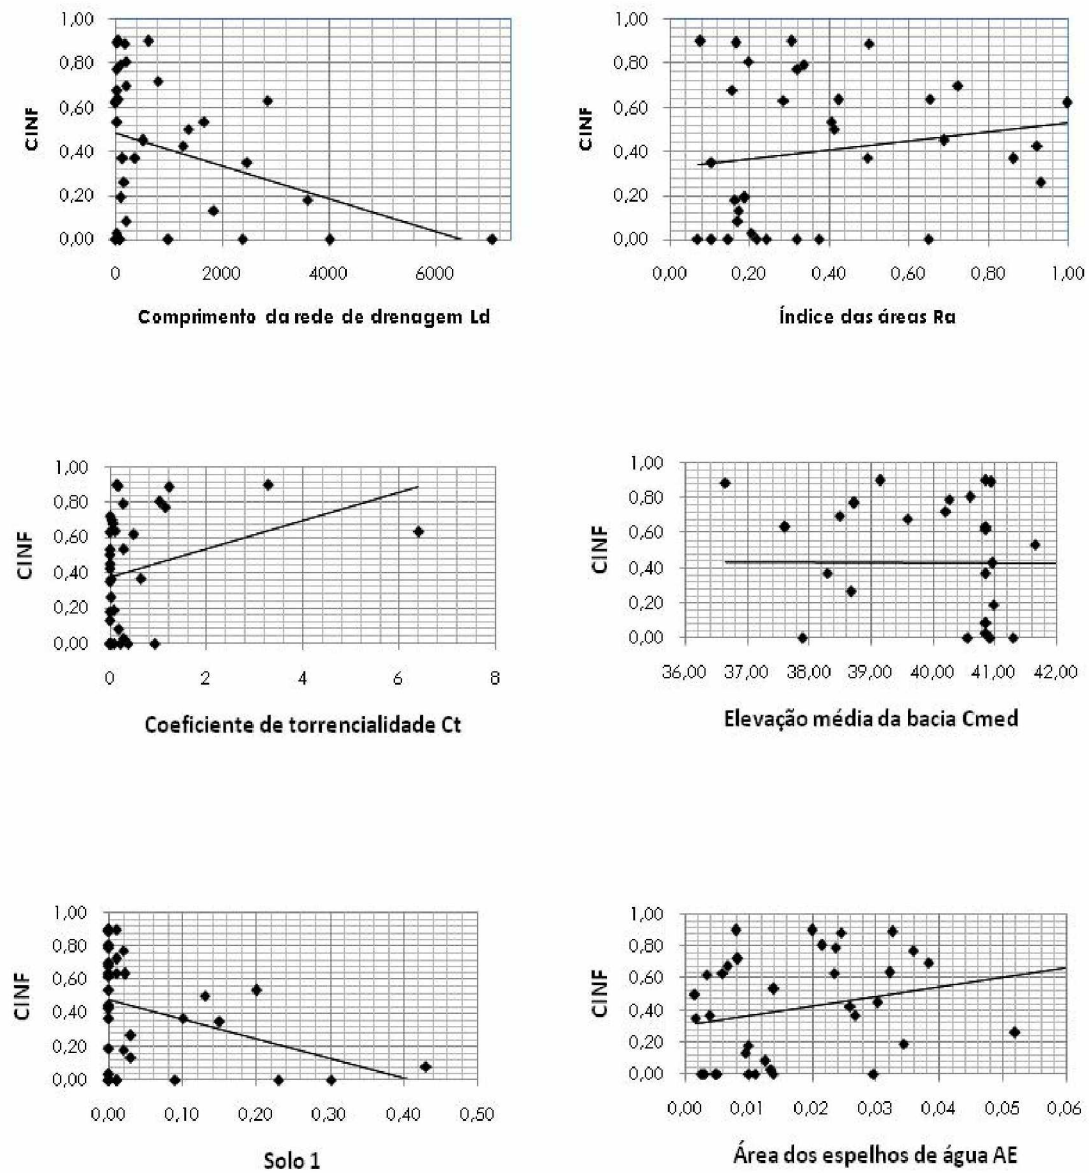 1,00
0,80
0,60
0,40
0,20
0,00
CINF
0 2000 4000 6000
Comprimento da rede de drenagem Ld
1,00
0,80
0,60
0,40
0,20
0,00
CINF
0,00 0,20 0,40 0,60 0,80 1,00
Índice das áreas Ra
1,00
0,80
0,60
0,40
0,20
0,00
CINF
0 2 4 6 8
Coeficiente de torrencialidade Ct
1,00
0,80
0,60
0,40
0,20
0,00
CINF
36,00 37,00 38,00 39,00 40,00 41,00 42,00
Elevação média da bacia Cmed
1,00
0,80
0,60
0,40
0,20
0,00
CINF
0,00 0,10 0,20 0,30 0,40 0,50
Solo 1
1,00
0,80
0,60
0,40
0,20
0,00
CINF
0,00 0,01 0,02 0,03 0,04 0,05 0,06
Área dos espelhos de água AE